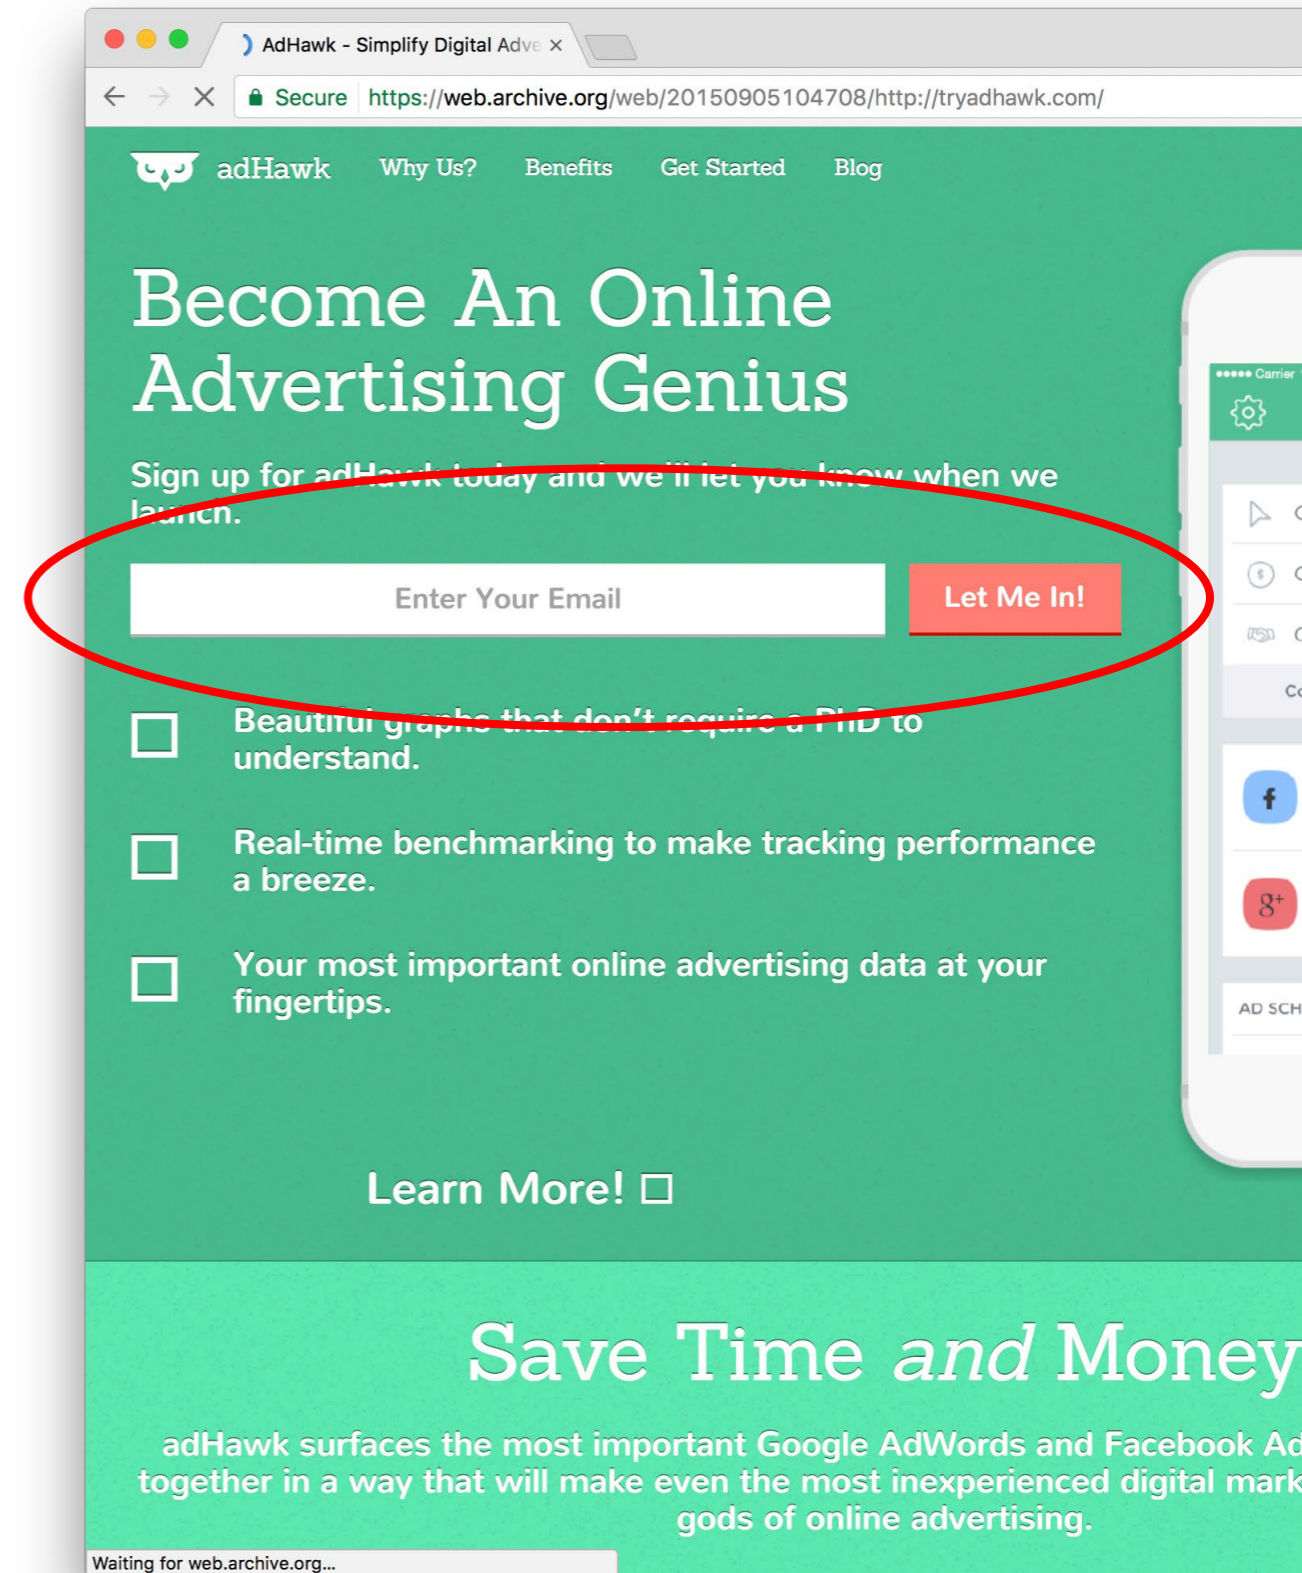 AdHawk - Simplify Digital Adve
Secure https://web.archive.org/web/20150905104708/http://tryadhawk.com/
adHawk Why Us? Benefits Get Started Blog
Become An Online
Advertising Genius
Sign up for adHawk today and we'll let you know when we
launch.
Enter Your Email Let Me In!
Beautiful graphs that don't require a PhD to
understand.
Real-time benchmarking to make tracking performance
a breeze.
Your most important online advertising data at your
fingertips.
Learn More!
Carrier
C
C
C
Co
f
g+
AD SCH
Save Time and Money
adHawk surfaces the most important Google AdWords and Facebook Ad
together in a way that will make even the most inexperienced digital mark
gods of online advertising.
Waiting for web.archive.org...